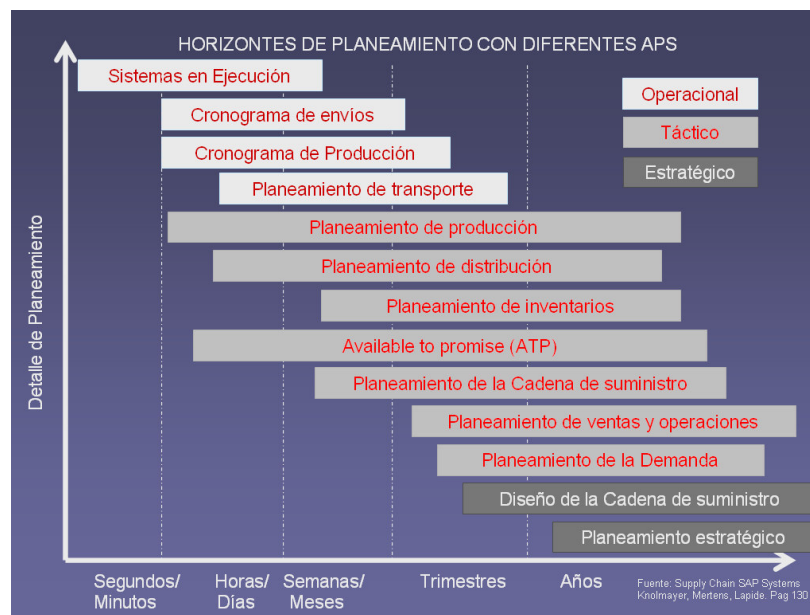 HORIZONTES DE PLANEAMIENTO CON DIFERENTES APS
Sistemas en Ejecución
Operacional
Cronograma de envíos
Táctico
Cronograma de Producción
Estratégico
Planeamiento de transporte
Planeamiento de producción
Planeamiento de distribución
Planeamiento de inventarios
Available to promise (ATP)
Planeamiento de la Cadena de suministro
Planeamiento de ventas y operaciones
Planeamiento de la Demanda
Diseño de la Cadena de suministro
Planeamiento estratégico
Detalle de Planeamiento
Segundos/
Minutos
Horas/
Días
Semanas/
Meses
Trimestres
Años
Fuente: Supply Chain SAP Systems
Knolmayer, Mertens, Lapide. Pag 130